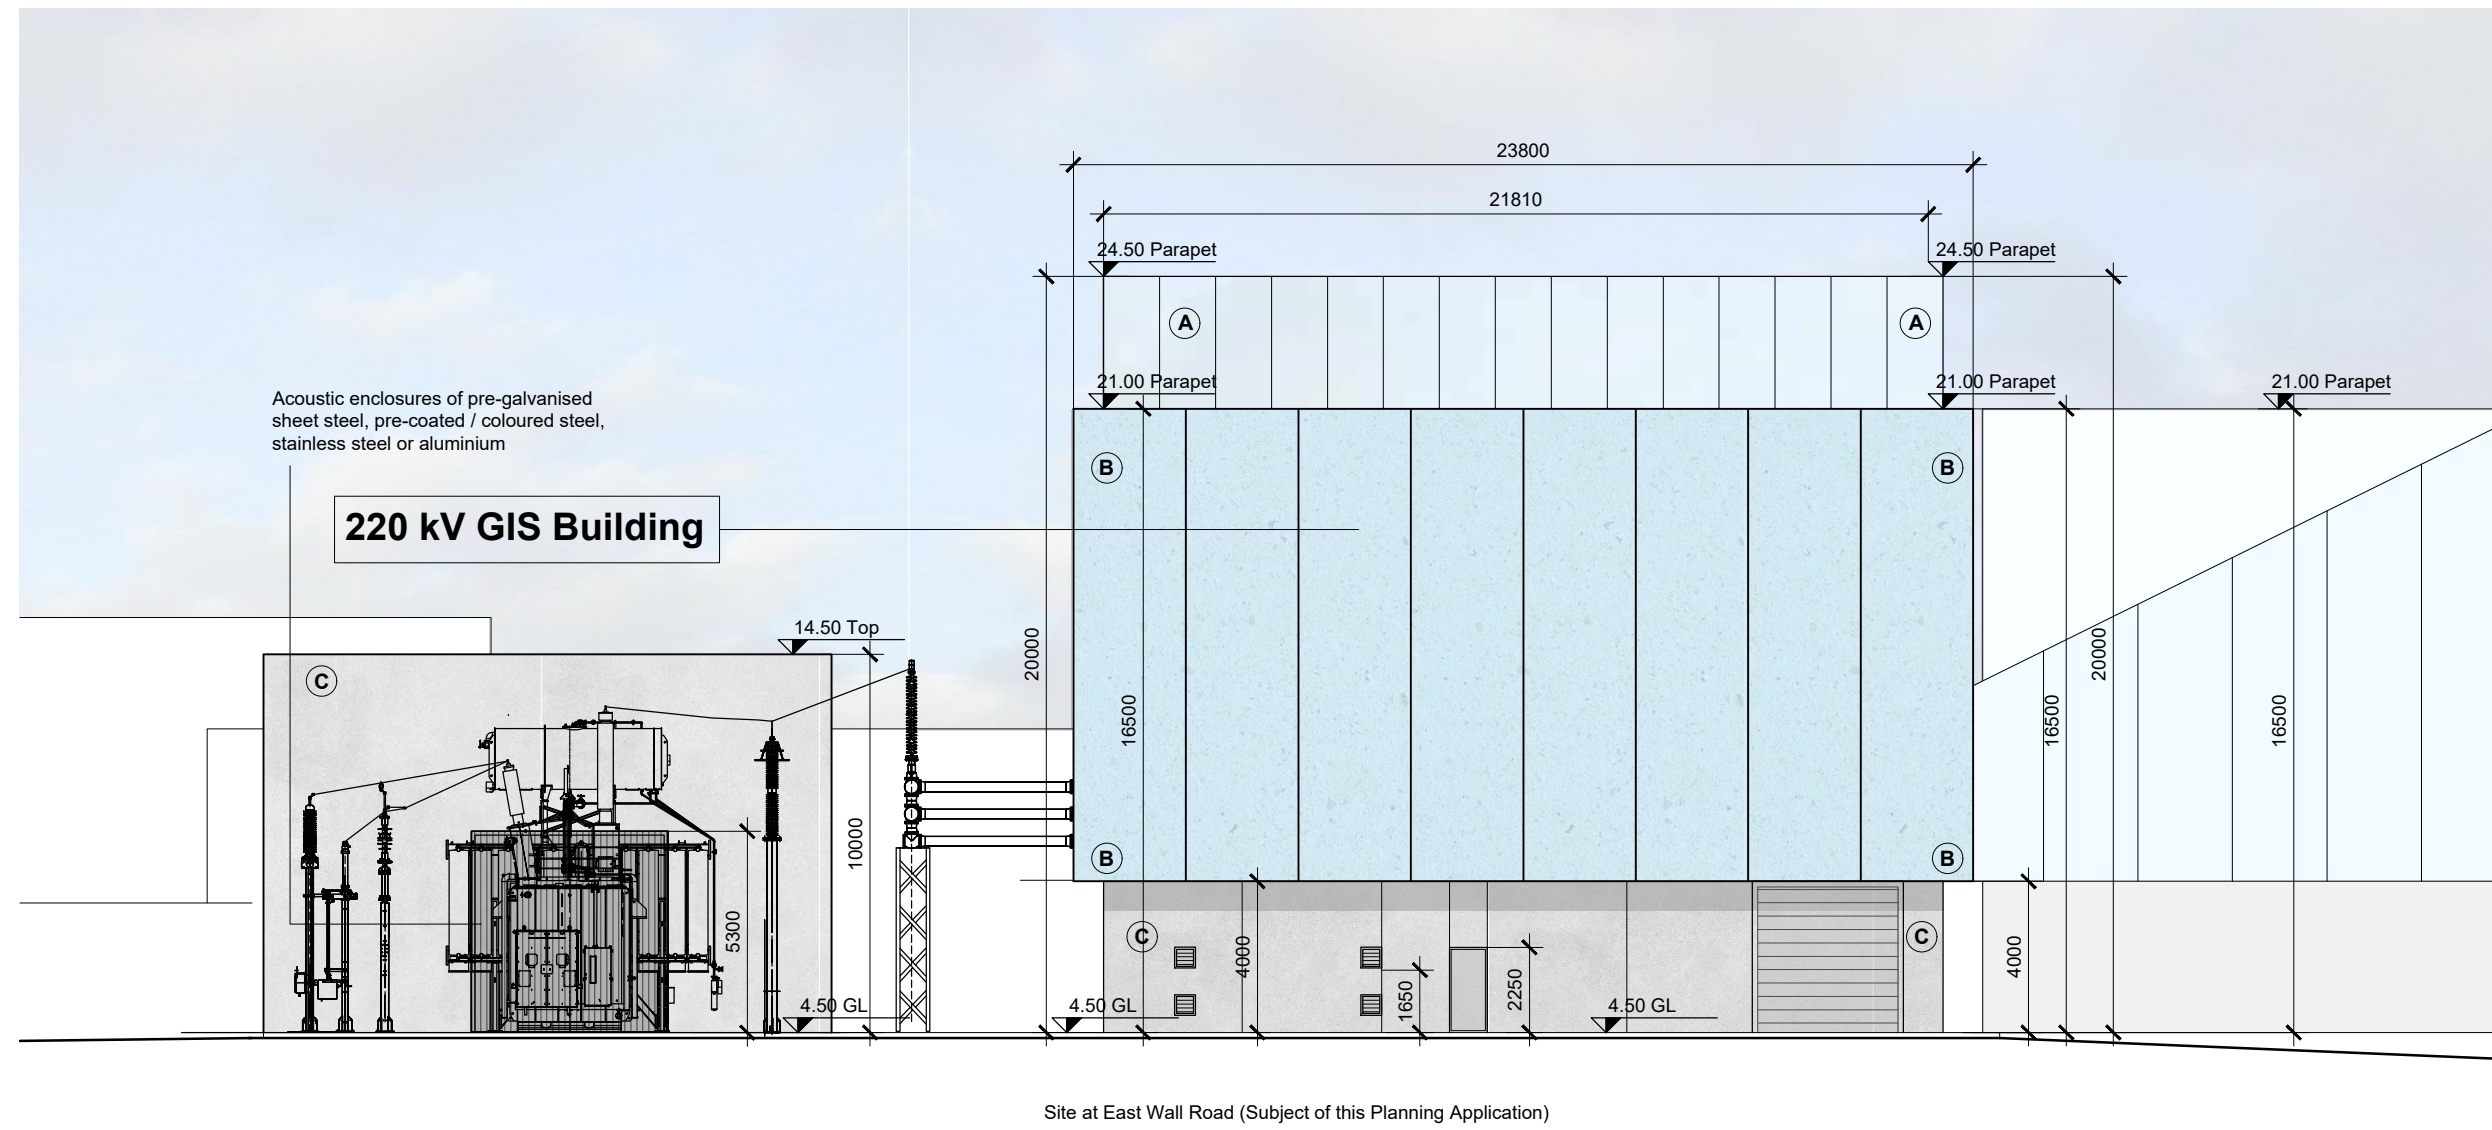 23800
21810
24.50 Parapet
24.50 Parapet
A
A
21.00 Parapet
21.00 Parapet
21.00 Parapet
Acoustic enclosures of pre-galvanised
sheet steel, pre-coated / coloured steel,
stainless steel or aluminium
B
B
220 kV GIS Building
14.50 Top
20000
20000
C
16500
16500
16500
10000
B
B
5300
C
4000
C
4000
2250
1650
4.50 GL
4.50 GL
4.50 GL
Site at East Wall Road (Subject of this Planning Application)